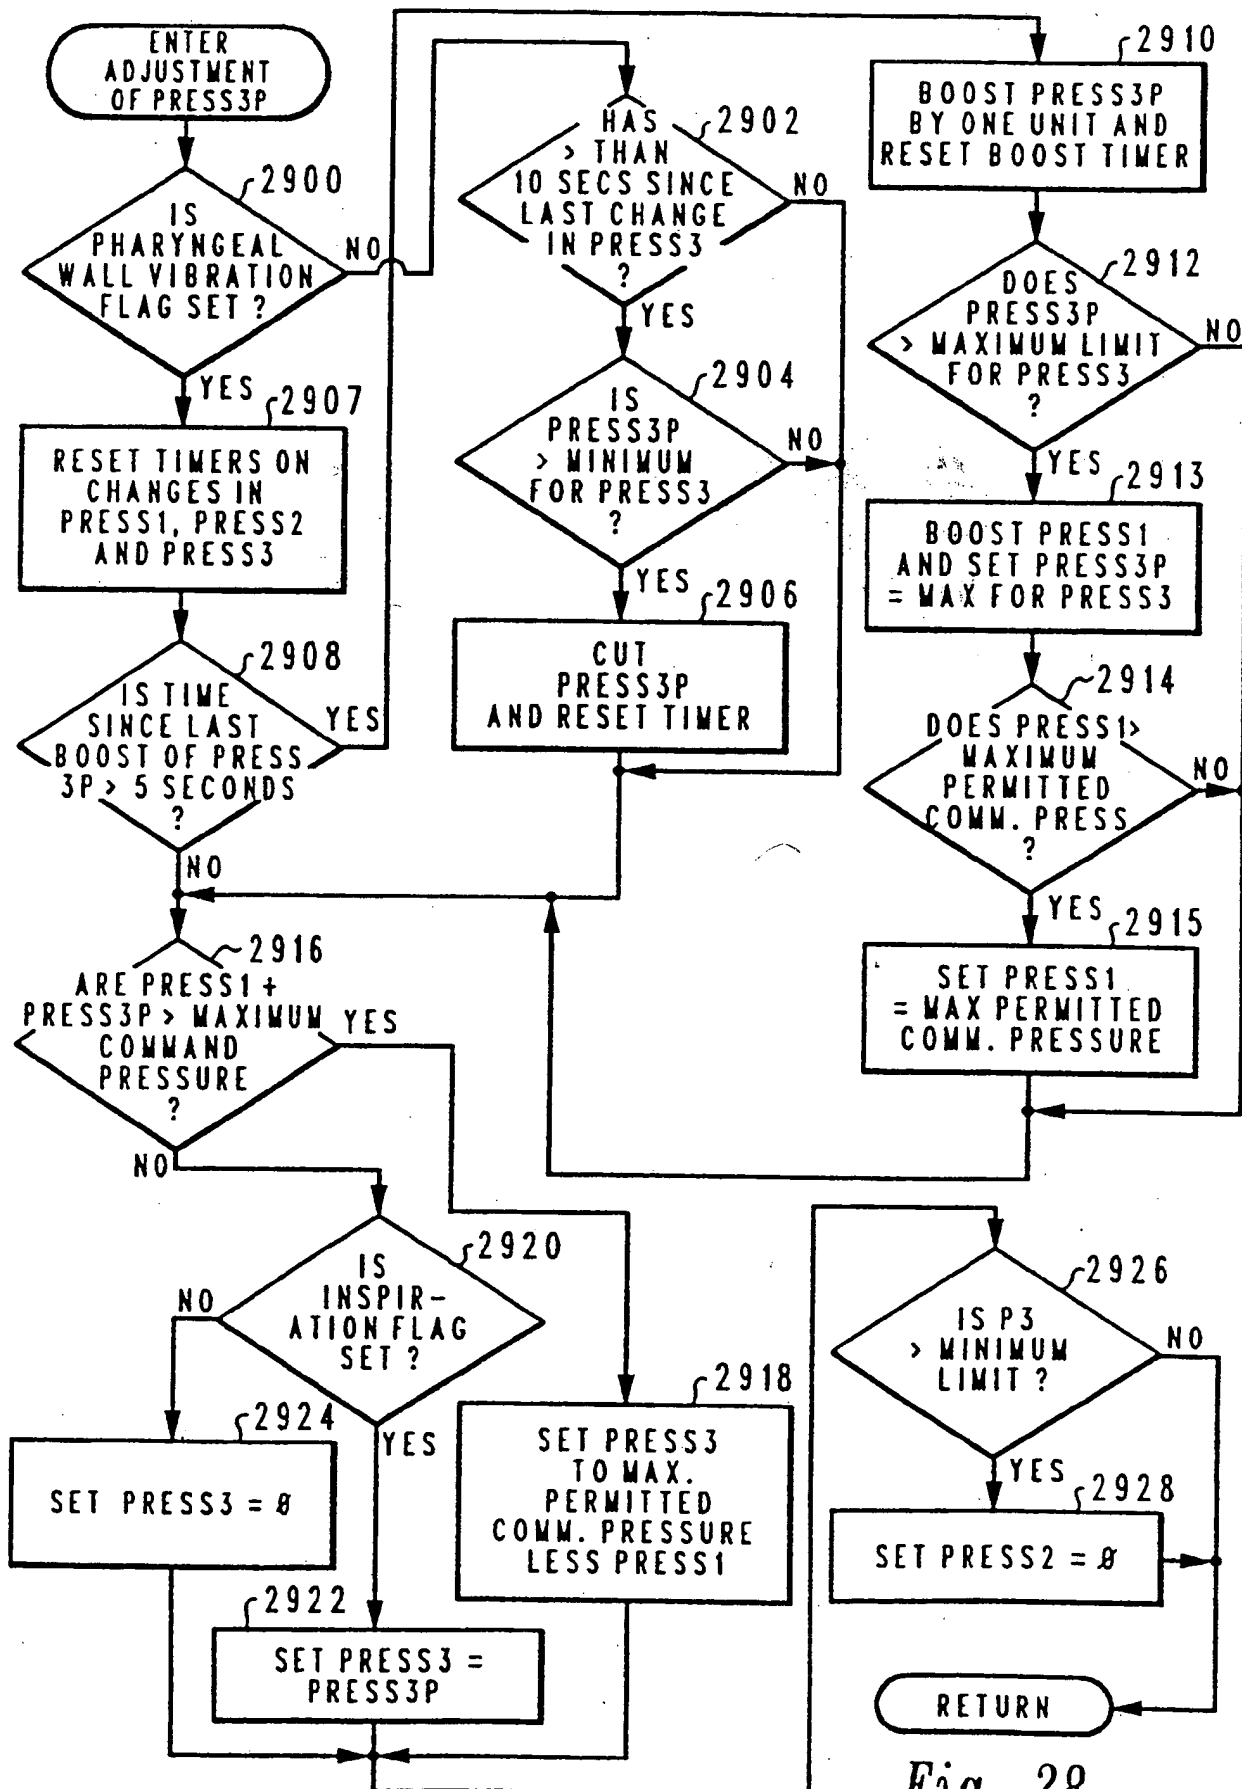 ENTER
ADJUSTMENT
OF PRESS3P
2900
IS
PHARYNGEAL
WALL VIBRATION
FLAG SET ?
NO
YES
2907
RESET TIMERS ON
CHANGES IN
PRESS1, PRESS2
AND PRESS3
2908
IS TIME
SINCE LAST
BOOST OF PRESS
3P > 5 SECONDS
?
YES
NO
2902
HAS
> THAN
10 SECS SINCE
LAST CHANGE
IN PRESS3
?
NO
YES
2904
IS
PRESS3P
> MINIMUM
FOR PRESS3
?
NO
YES
2906
CUT
PRESS3P
AND RESET TIMER
2910
BOOST PRESS3P
BY ONE UNIT AND
RESET BOOST TIMER
2912
DOES
PRESS3P
> MAXIMUM LIMIT
FOR PRESS3
?
NO
YES
2913
BOOST PRESS1
AND SET PRESS3P
= MAX FOR PRESS3
2914
DOES PRESS1>
MAXIMUM
PERMITTED
COMM. PRESS
?
NO
YES
2915
SET PRESS1
= MAX PERMITTED
COMM. PRESSURE
2916
ARE PRESS1 +
PRESS3P > MAXIMUM
COMMAND
PRESSURE
?
YES
NO
2920
IS
INSPIR-
ATION FLAG
SET ?
NO
YES
2924
SET PRESS3 = 0
2922
SET PRESS3 =
PRESS3P
2918
SET PRESS3
TO MAX.
PERMITTED
COMM. PRESSURE
LESS PRESS1
2926
IS P3
> MINIMUM
LIMIT ?
NO
YES
2928
SET PRESS2 = 0
RETURN
Fig. 28